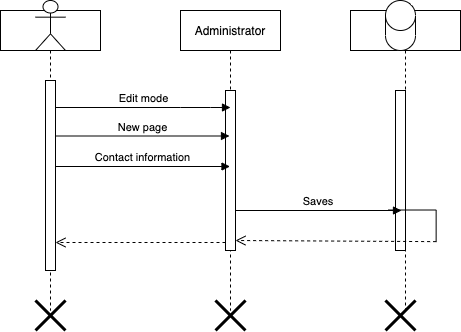 Administrator
Edit mode
New page
Contact information
Saves